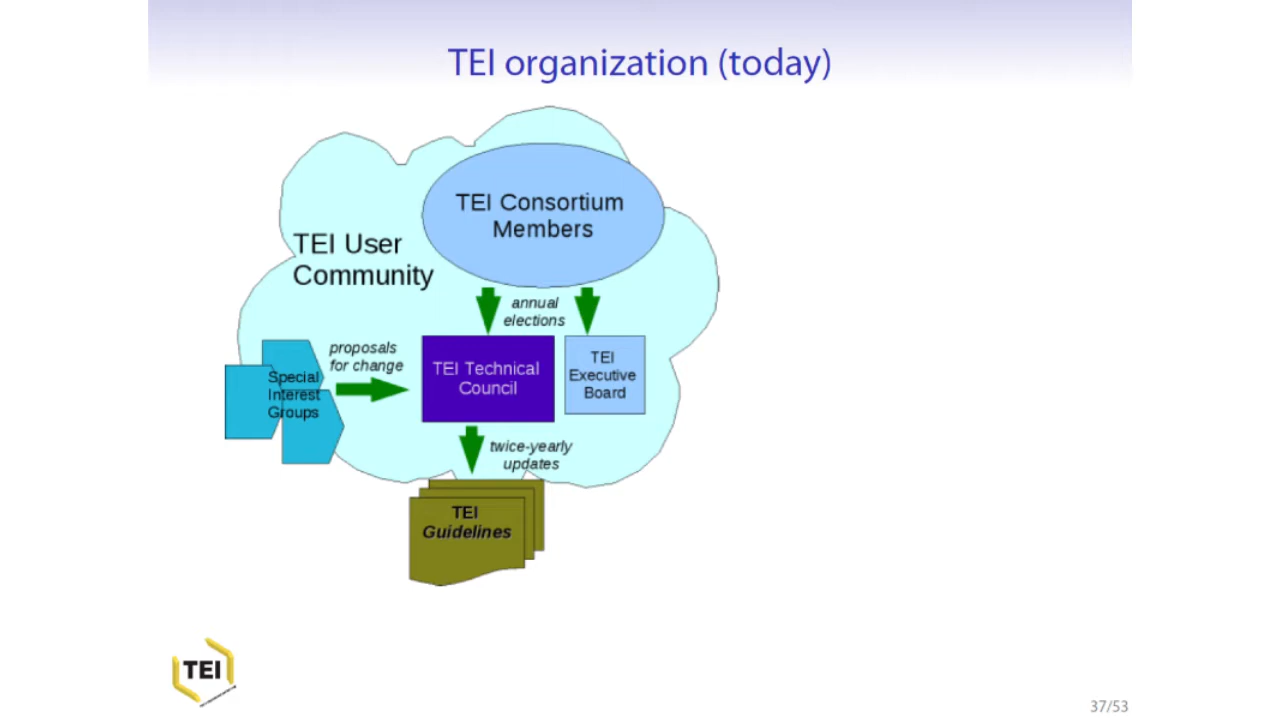 TEI organization (today)
TEI Consortium
Members
TEI User
Community
annual
elections
proposals
for change
TEI Technical
Council
TEI
Executive
Board
Special
Interest
Groups
twice-yearly
updates
TEI
Guidelines
TEI
37/53